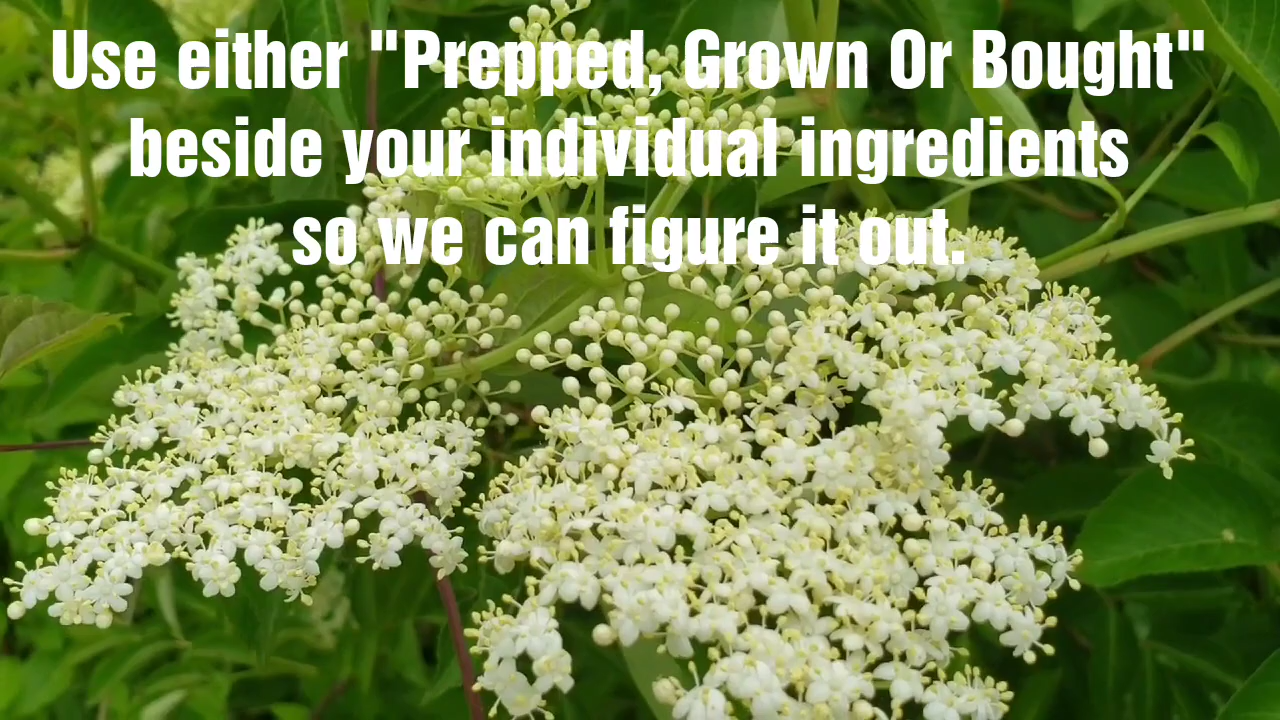 Use either "Prepped, Grown Or Bought"
beside your individual ingredients
so we can figure it out.